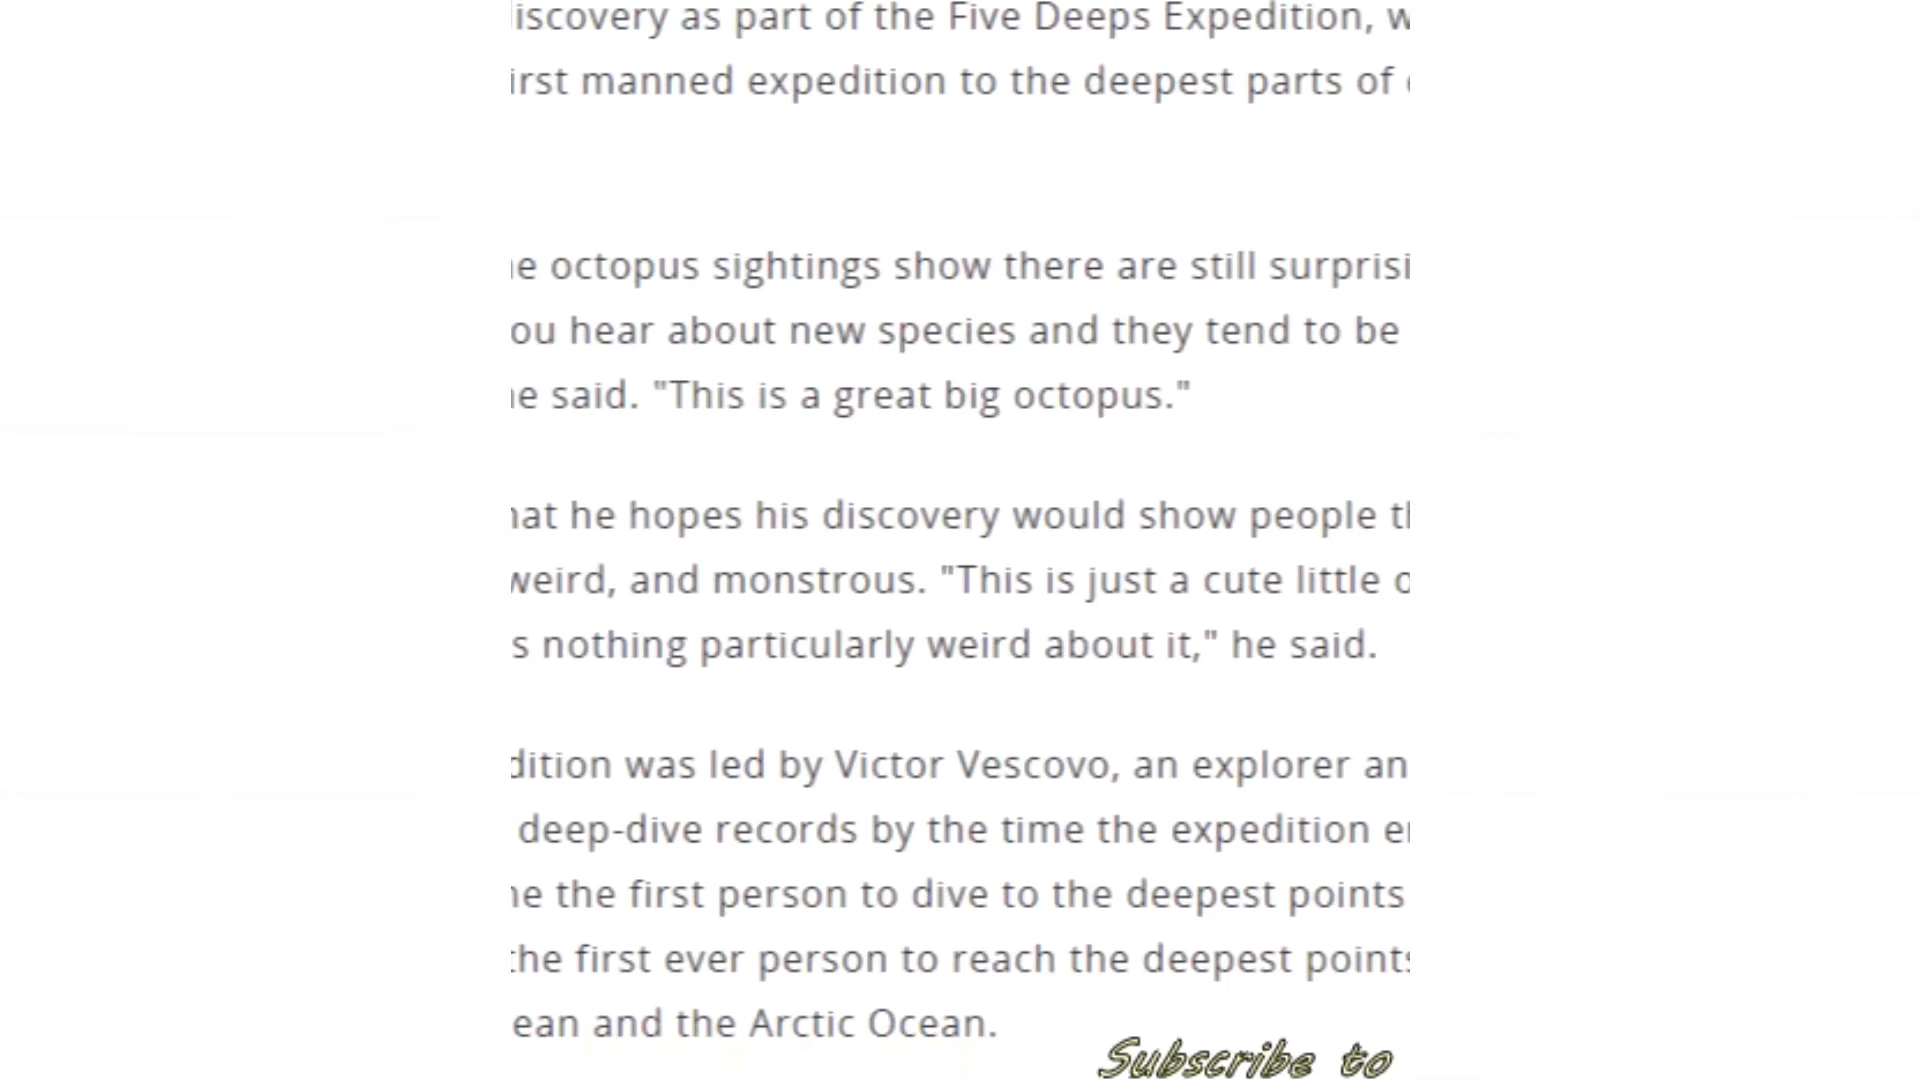 iscovery as part of the Five Deeps Expedition, w
irst manned expedition to the deepest parts of
e octopus sightings show there are still surprisi
ou hear about new species and they tend to be
e said. "This is a great big octopus."
hat he hopes his discovery would show people th
weird, and monstrous. "This is just a cute little o
s nothing particularly weird about it," he said.
dition was led by Victor Vescovo, an explorer an
deep-dive records by the time the expedition en
ne the first person to dive to the deepest points
the first ever person to reach the deepest points
ean and the Arctic Ocean.
Subscribe to